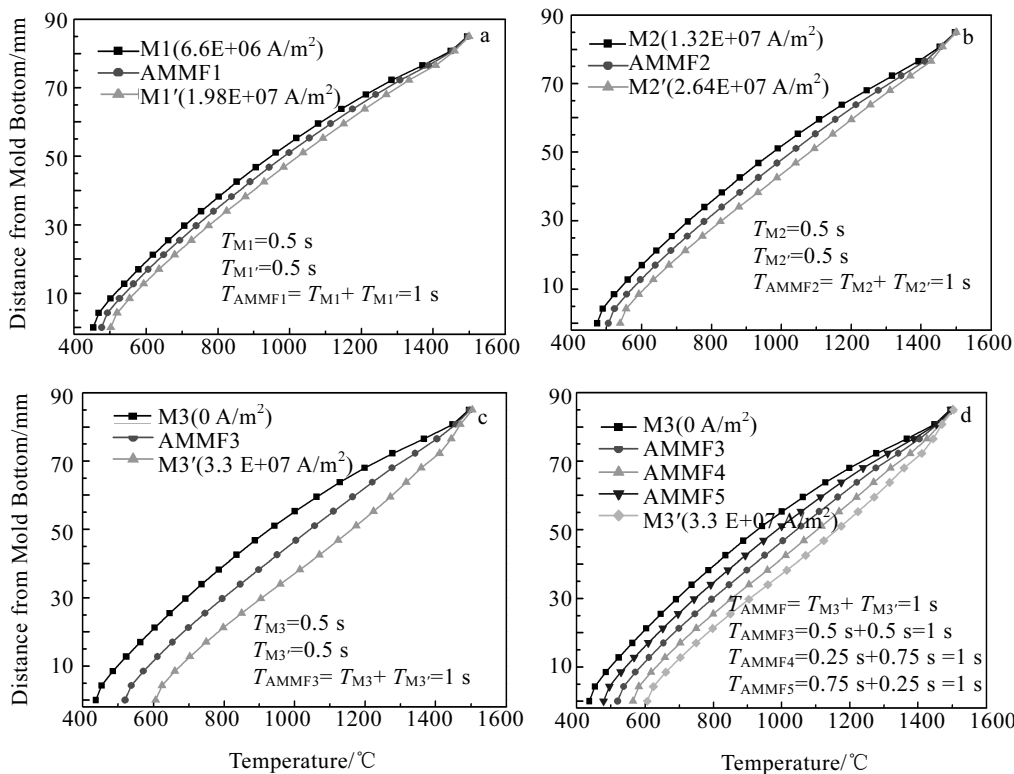 90
70
50
30
10
400 600 800 1000 1200 1400 1600
Distance from Mold Bottom/mm
M1(6.6E+06 A/m²)
AMMF1
M1′(1.98E+07 A/m²)
a
T_M1=0.5 s
T_M1′=0.5 s
T_AMMF1= T_M1+ T_M1′=1 s
90
70
50
30
10
400 600 800 1000 1200 1400 1600
M2(1.32E+07 A/m²)
AMMF2
M2′(2.64E+07 A/m²)
b
T_M2=0.5 s
T_M2′=0.5 s
T_AMMF2= T_M2+ T_M2′=1 s
90
70
50
30
10
400 600 800 1000 1200 1400 1600
Distance from Mold Bottom/mm
Temperature/℃
M3(0 A/m²)
AMMF3
M3′(3.3 E+07 A/m²)
c
T_M3=0.5 s
T_M3′=0.5 s
T_AMMF3= T_M3+ T_M3′=1 s
90
70
50
30
10
400 600 800 1000 1200 1400 1600
Temperature/℃
M3(0 A/m²)
AMMF3
AMMF4
AMMF5
M3′(3.3 E+07 A/m²)
d
T_AMMF= T_M3+ T_M3′=1 s
T_AMMF3=0.5 s+0.5 s=1 s
T_AMMF4=0.25 s+0.75 s =1 s
T_AMMF5=0.75 s+0.25 s =1 s